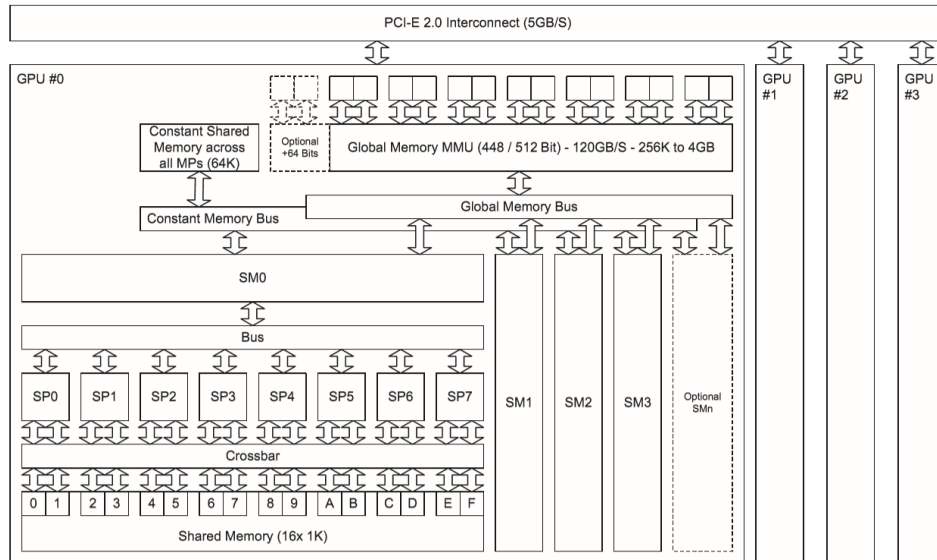 PCI-E 2.0 Interconnect (5GB/S)
GPU #0
GPU
#1
GPU
#2
GPU
#3
Constant Shared
Memory across
all MPs (64K)
Optional
+64 Bits
Global Memory MMU (448 / 512 Bit) - 120GB/S - 256K to 4GB
Global Memory Bus
Constant Memory Bus
SM0
Bus
SP0
SP1
SP2
SP3
SP4
SP5
SP6
SP7
SM1
SM2
SM3
Optional
SMn
Crossbar
0 1 2 3 4 5 6 7 8 9 A B C D E F
Shared Memory (16x 1K)